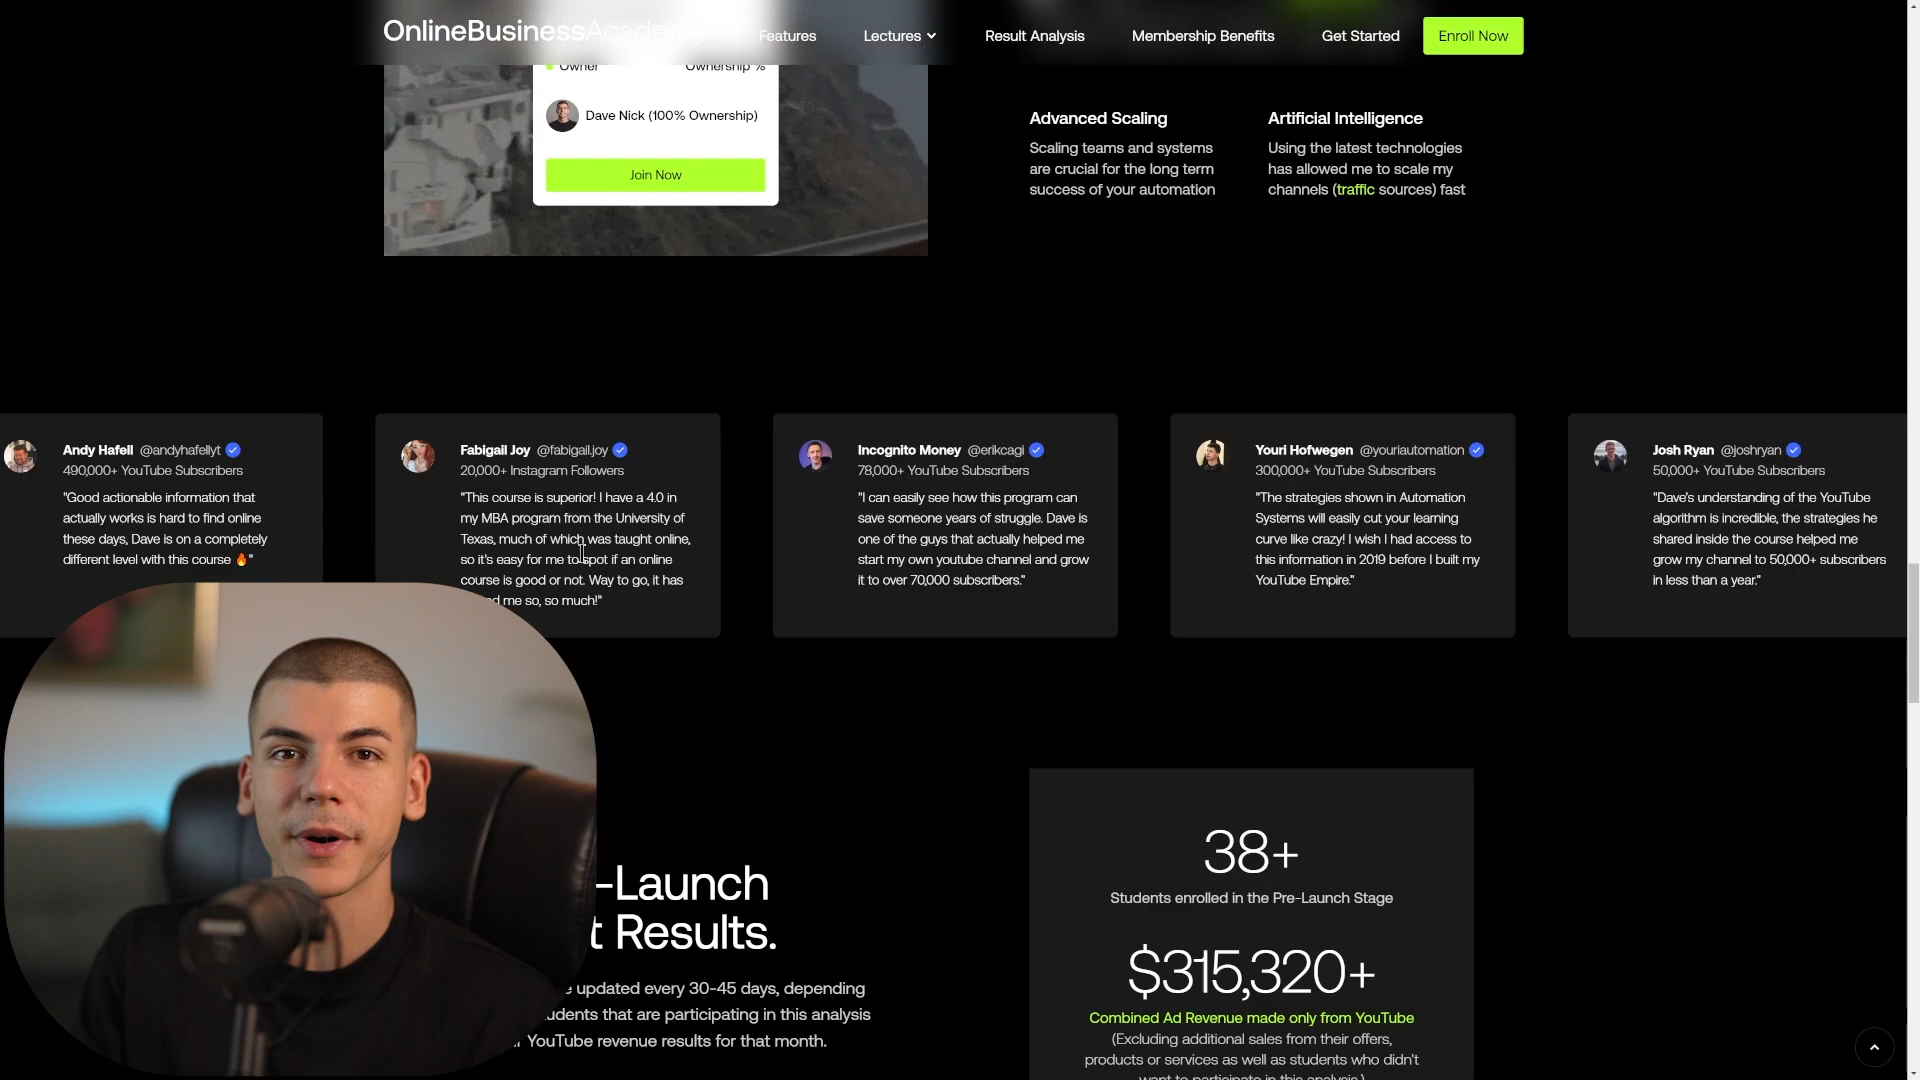 OnlineBusinessAcademy
Features
Lectures
Result Analysis
Membership Benefits
Get Started
Enroll Now
Owner
Ownership %
Dave Nick (100% Ownership)
Join Now
Advanced Scaling
Scaling teams and systems
are crucial for the long term
success of your automation
Artificial Intelligence
Using the latest technologies
has allowed me to scale my
channels (traffic sources) fast
Andy Hafell @andyhafellyt
490,000+ YouTube Subscribers
"Good actionable information that
actually works is hard to find online
these days, Dave is on a completely
different level with this course 🔥"
Fabigail Joy @fabigail.joy
20,000+ Instagram Followers
"This course is superior! I have a 4.0 in
my MBA program from the University of
Texas, much of which was taught online,
so it's easy for me to spot if an online
course is good or not. Way to go, it has
me so, so much!"
Incognito Money @erikcagi
78,000+ YouTube Subscribers
"I can easily see how this program can
save someone years of struggle. Dave is
one of the guys that actually helped me
start my own youtube channel and grow
it to over 70,000 subscribers."
Youri Hofwegen @youriautomation
300,000+ YouTube Subscribers
"The strategies shown in Automation
Systems will easily cut your learning
curve like crazy! I wish I had access to
this information in 2019 before I built my
YouTube Empire."
Josh Ryan @joshryan
50,000+ YouTube Subscribers
"Dave's understanding of the YouTube
algorithm is incredible, the strategies he
shared inside the course helped me
grow my channel to 50,000+ subscribers
in less than a year."
-Launch
t Results.
updated every 30-45 days, depending
that are participating in this analysis
YouTube revenue results for that month.
38+
Students enrolled in the Pre-Launch Stage
$315,320+
Combined Ad Revenue made only from YouTube
(Excluding additional sales from their offers,
products or services as well as students who didn't
want to participate in this analysis.)